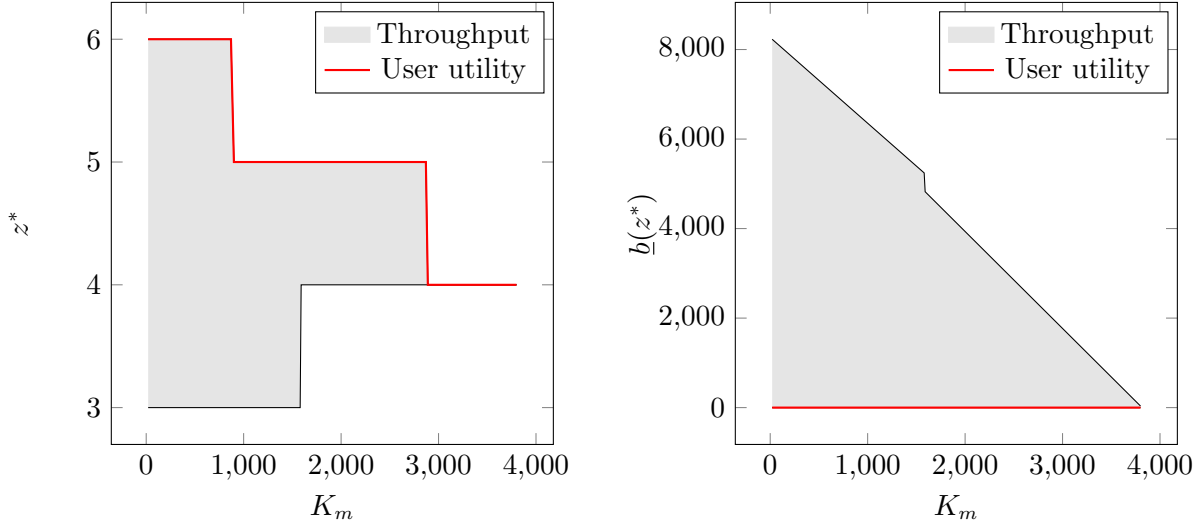 6
5
4
3
z*
0
1,000
2,000
3,000
4,000
K_m
Throughput
User utility
8,000
6,000
4,000
2,000
0
b(z*)
0
1,000
2,000
3,000
4,000
K_m
Throughput
User utility